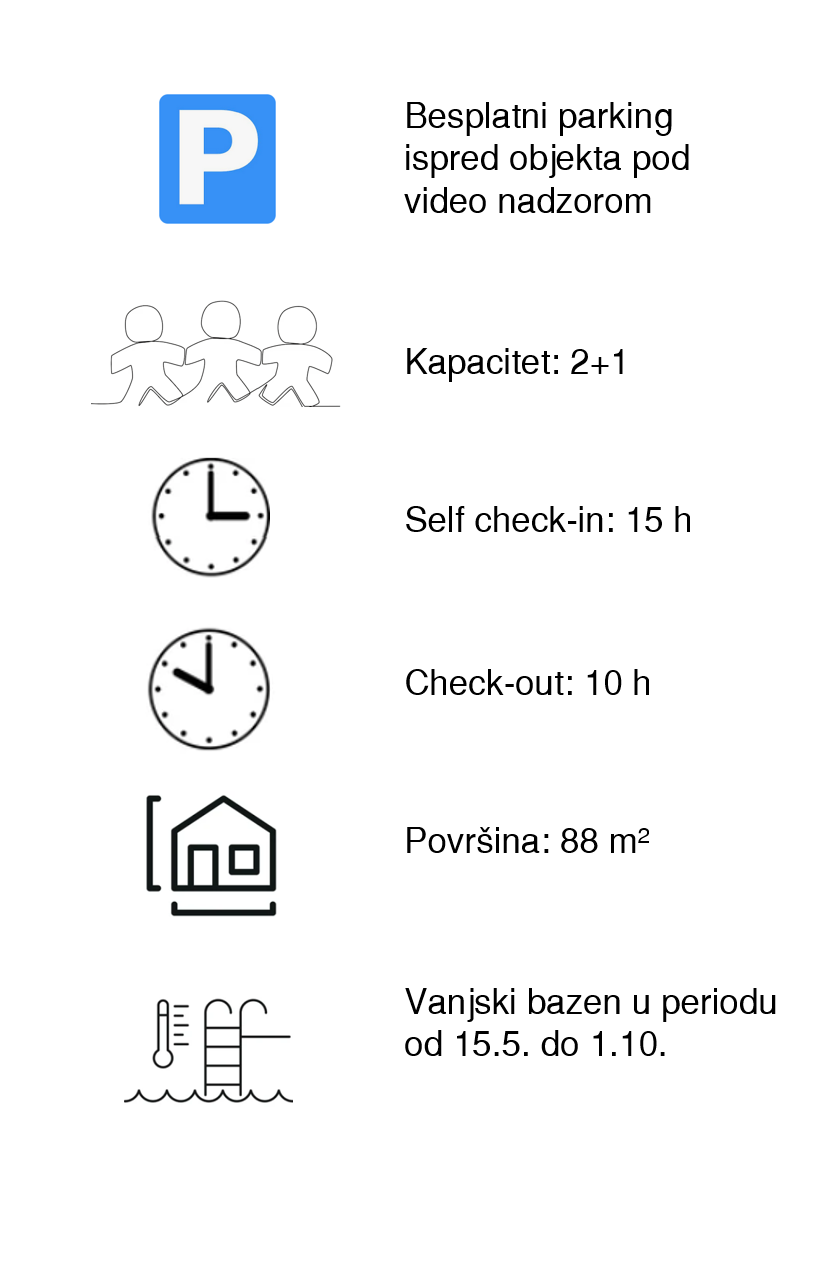 P
Besplatni parking
ispred objekta pod
video nadzorom
Kapacitet: 2+1
Self check-in: 15 h
Check-out: 10 h
Površina: 88 m²
Vanjski bazen u periodu
od 15.5. do 1.10.